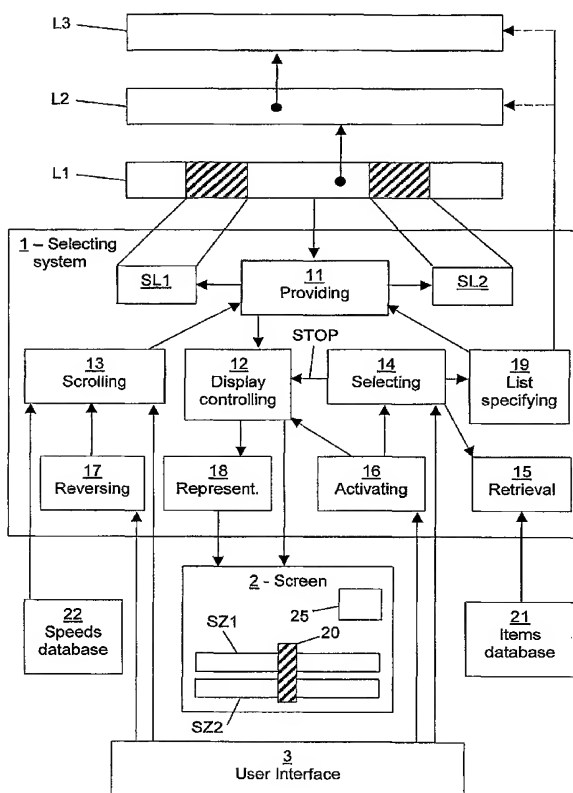 L3
L2
L1
1 – Selecting system
SL1
11 Providing
SL2
STOP
13 Scrolling
12 Display controlling
14 Selecting
19 List specifying
17 Reversing
18 Represent.
16 Activating
15 Retrieval
2 - Screen
25
22 Speeds database
SZ1
20
21 Items database
SZ2
3 User Interface